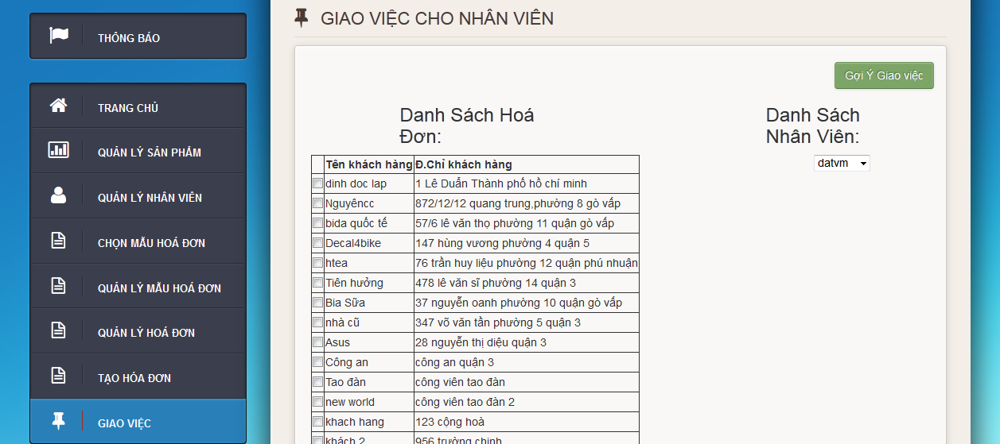 THÔNG BÁO
TRANG CHỦ
QUẢN LÝ SẢN PHẨM
QUẢN LÝ NHÂN VIÊN
CHỌN MẪU HOÁ ĐƠN
QUẢN LÝ MẪU HOÁ ĐƠN
QUẢN LÝ HOÁ ĐƠN
TẠO HÓA ĐƠN
GIAO VIỆC
GIAO VIỆC CHO NHÂN VIÊN
Gơi Ý Giao việc
Danh Sách Hoá
Đơn:
Tên khách hàng Đ.Chỉ khách hàng
dinh doc lap 1 Lê Duẩn Thành phố hồ chí minh
Nguyêncc 872/12/12 quang trung,phường 8 gò vấp
bida quốc tế 57/6 lê văn thọ phường 11 quận gò vấp
Decal4bike 147 hùng vương phường 4 quận 5
htea 76 trần huy liệu phường 12 quận phú nhuận
Tiên hưởng 478 lê văn sĩ phường 14 quận 3
Bia Sữa 37 nguyễn oanh phường 10 quận gò vấp
nhà cũ 347 võ văn tần phường 5 quận 3
Asus 28 nguyễn thị diệu quận 3
Công an công an quận 3
Tao đàn công viên tao đàn
new world công viên tao đàn 2
khach hang 123 cộng hoà
khách 2 956 trường chinh
Danh Sách
Nhân Viên:
datvm